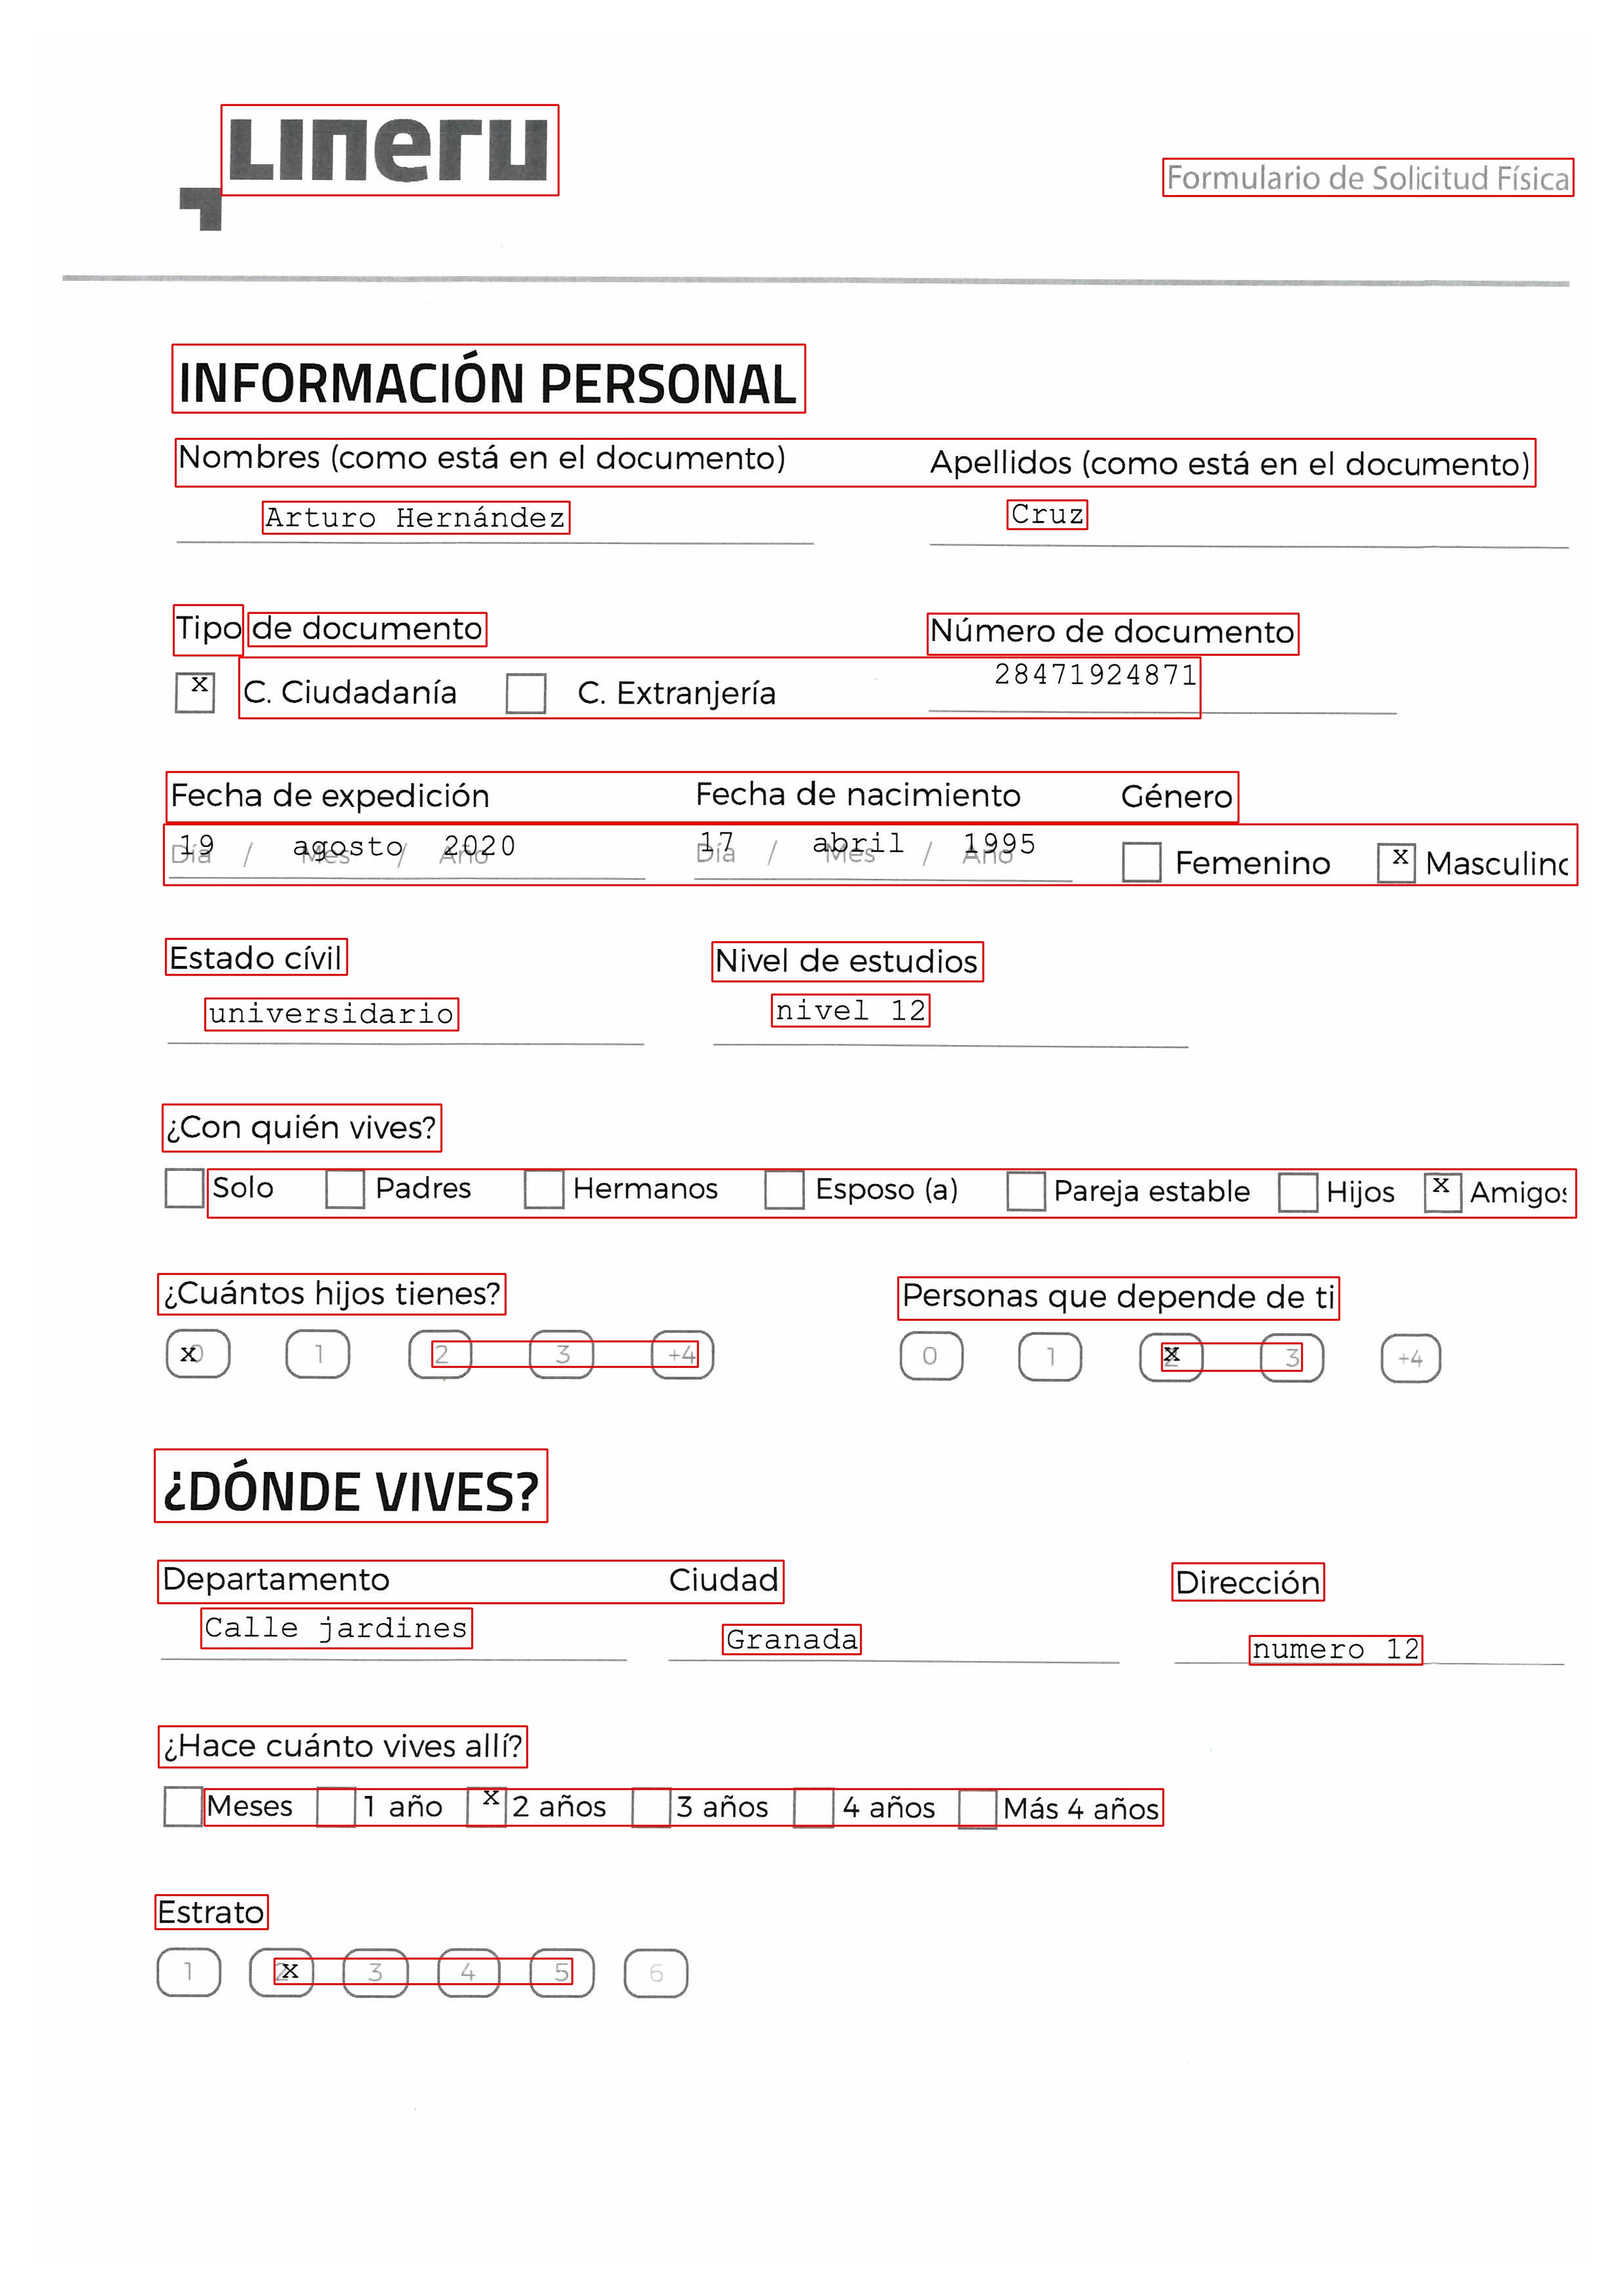 Lineru
Formulario de Solicitud Física
INFORMACIÓN PERSONAL
Nombres (como está en el documento) Apellidos (como está en el documento)
Arturo Hernández Cruz
Tipo de documento Número de documento
x C. Ciudadanía C. Extranjería 28471924871
Fecha de expedición Fecha de nacimiento Género
Día / Mes / Año Día / Mes / Año
19 agosto 2020 17 abril 1995 Femenino x Masculino
Estado cívil Nivel de estudios
universidario nivel 12
¿Con quién vives?
Solo Padres Hermanos Esposo (a) Pareja estable Hijos x Amigos
¿Cuántos hijos tienes? Personas que depende de ti
x 0 1 2 3 +4 0 1 x 2 3 +4
¿DÓNDE VIVES?
Departamento Ciudad Dirección
Calle jardines Granada numero 12
¿Hace cuánto vives allí?
Meses 1 año x 2 años 3 años 4 años Más 4 años
Estrato
1 2 x 3 4 5 6